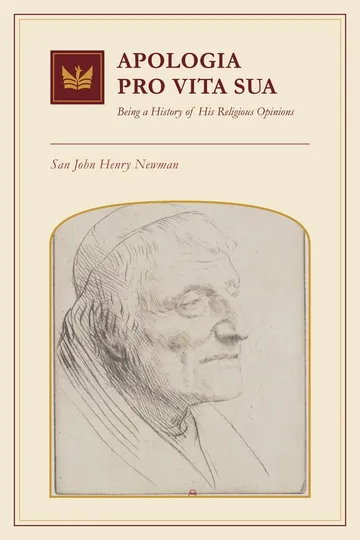 APOLOGIA
PRO VITA SUA
Being a History of His Religious Opinions
San John Henry Newman